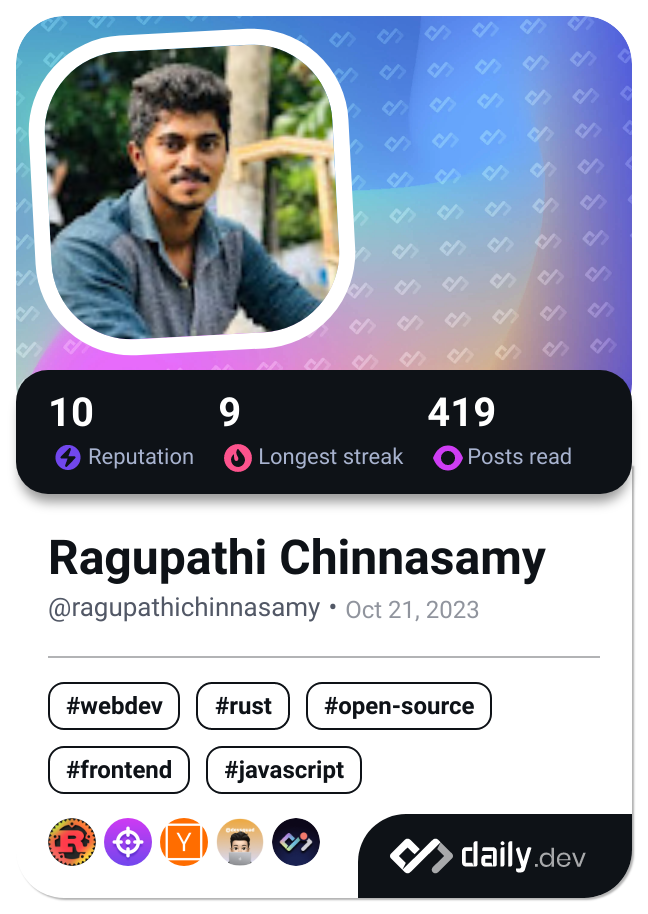 10 9 419
Reputation Longest streak Posts read
Ragupathi Chinnasamy
@ragupathichinnasamy • Oct 21, 2023
#webdev #rust #open-source
#frontend #javascript
R Y
daily.dev